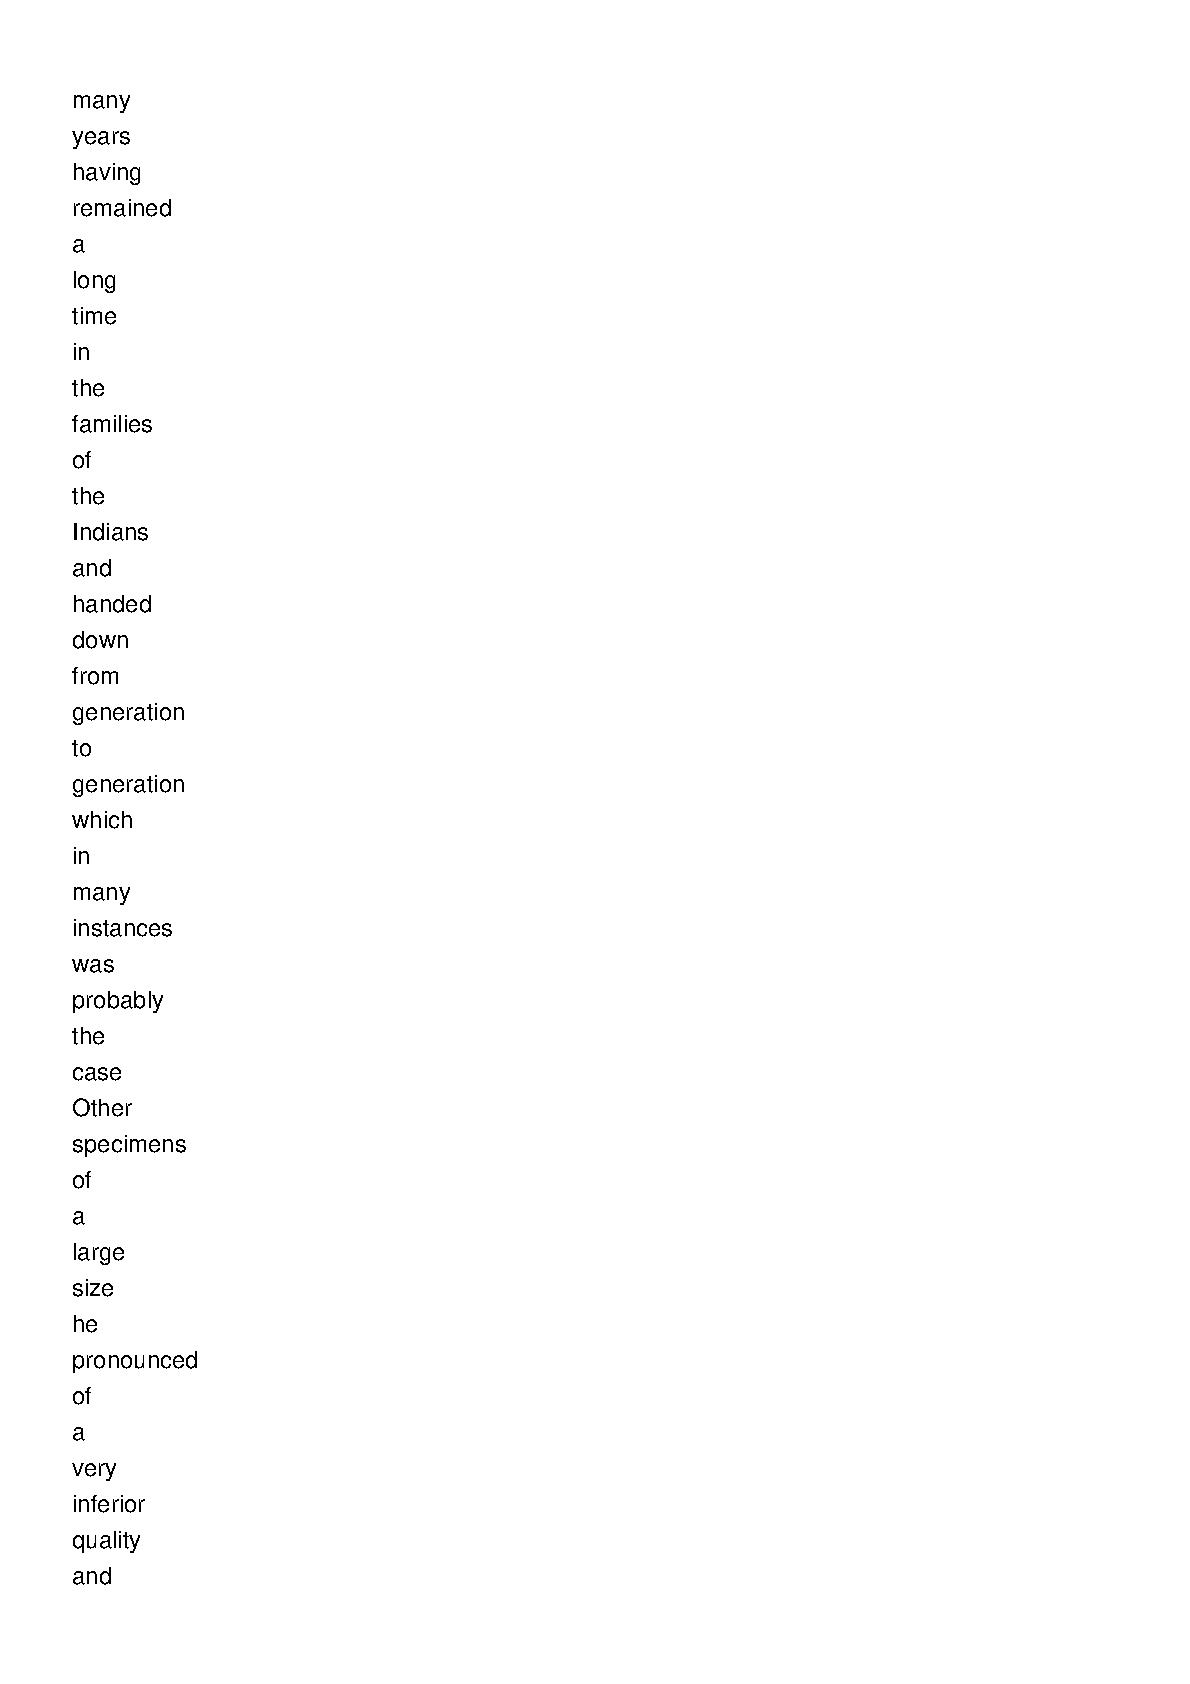 many
years
having
remained
a
long
time
in
the
families
of
the
Indians
and
handed
down
from
generation
to
generation
which
in
many
instances
was
probably
the
case
Other
specimens
of
a
large
size
he
pronounced
of
a
very
inferior
quality
and